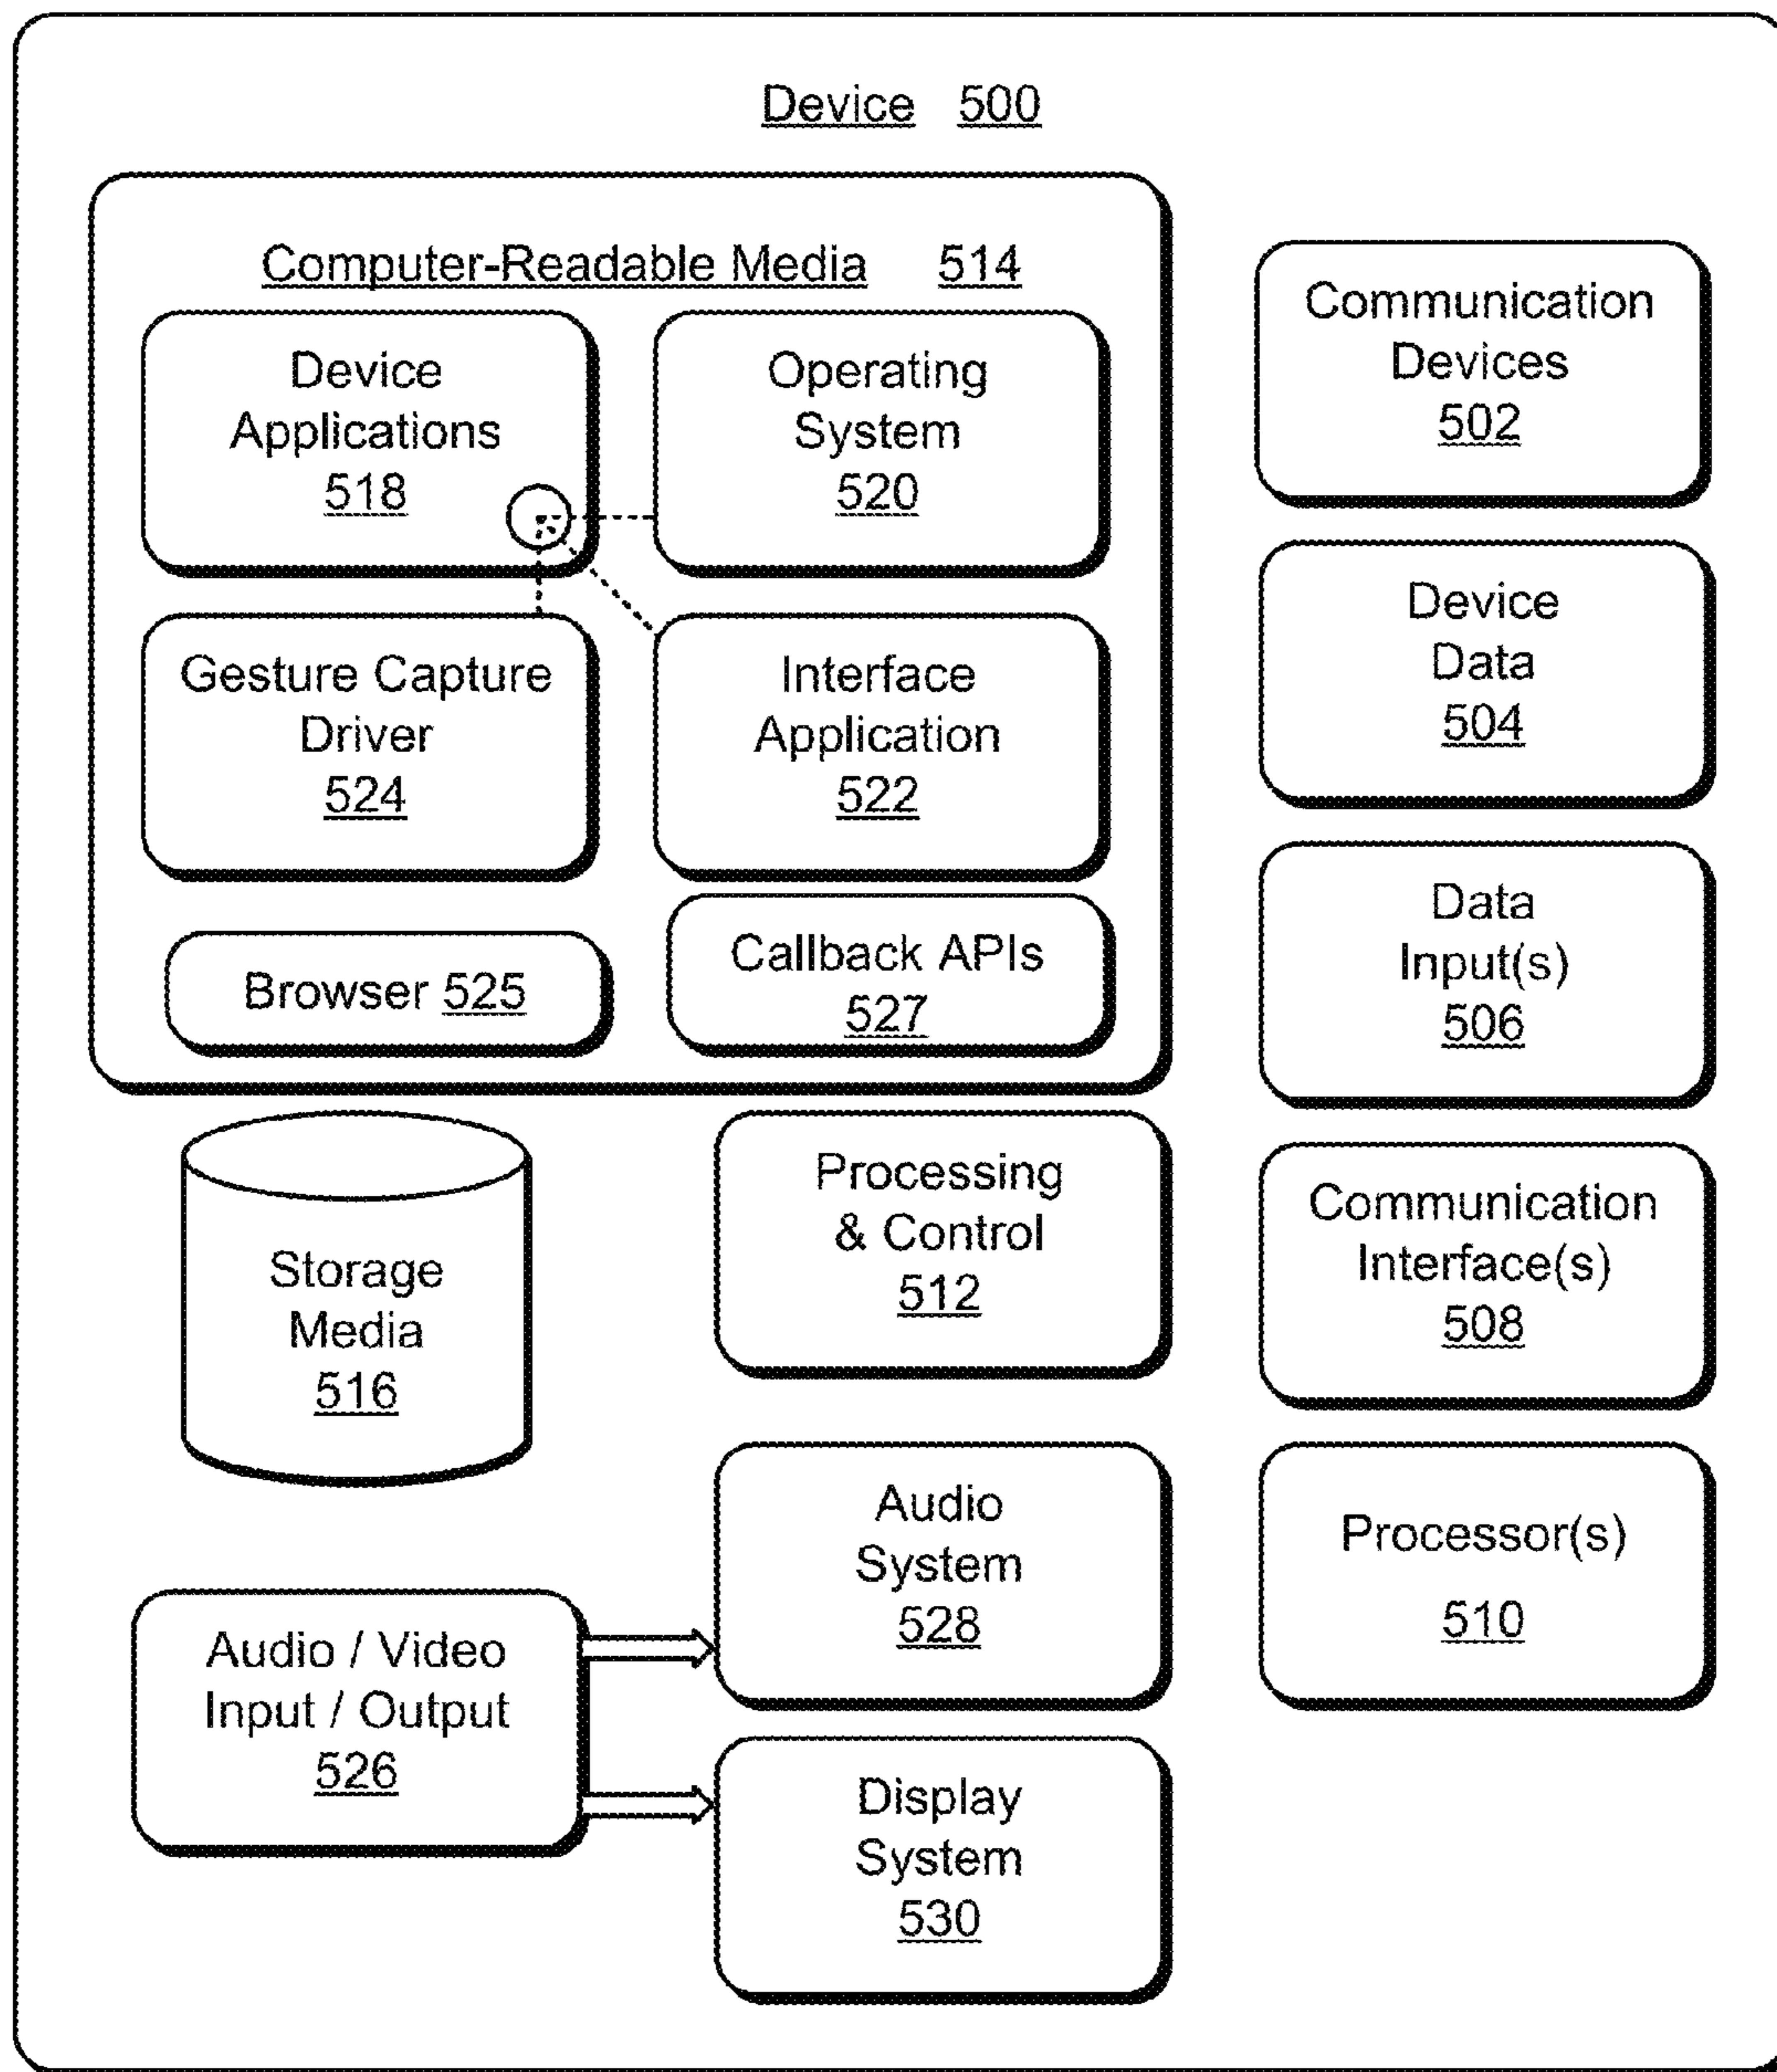 Device 500
Computer-Readable Media 514
Device
Applications
518
Operating
System
520
Gesture Capture
Driver
524
Interface
Application
522
Browser 525
Callback APIs
527
Communication
Devices
502
Device
Data
504
Data
Input(s)
506
Communication
Interface(s)
508
Processor(s)
510
Storage
Media
516
Processing
& Control
512
Audio / Video
Input / Output
526
Audio
System
528
Display
System
530